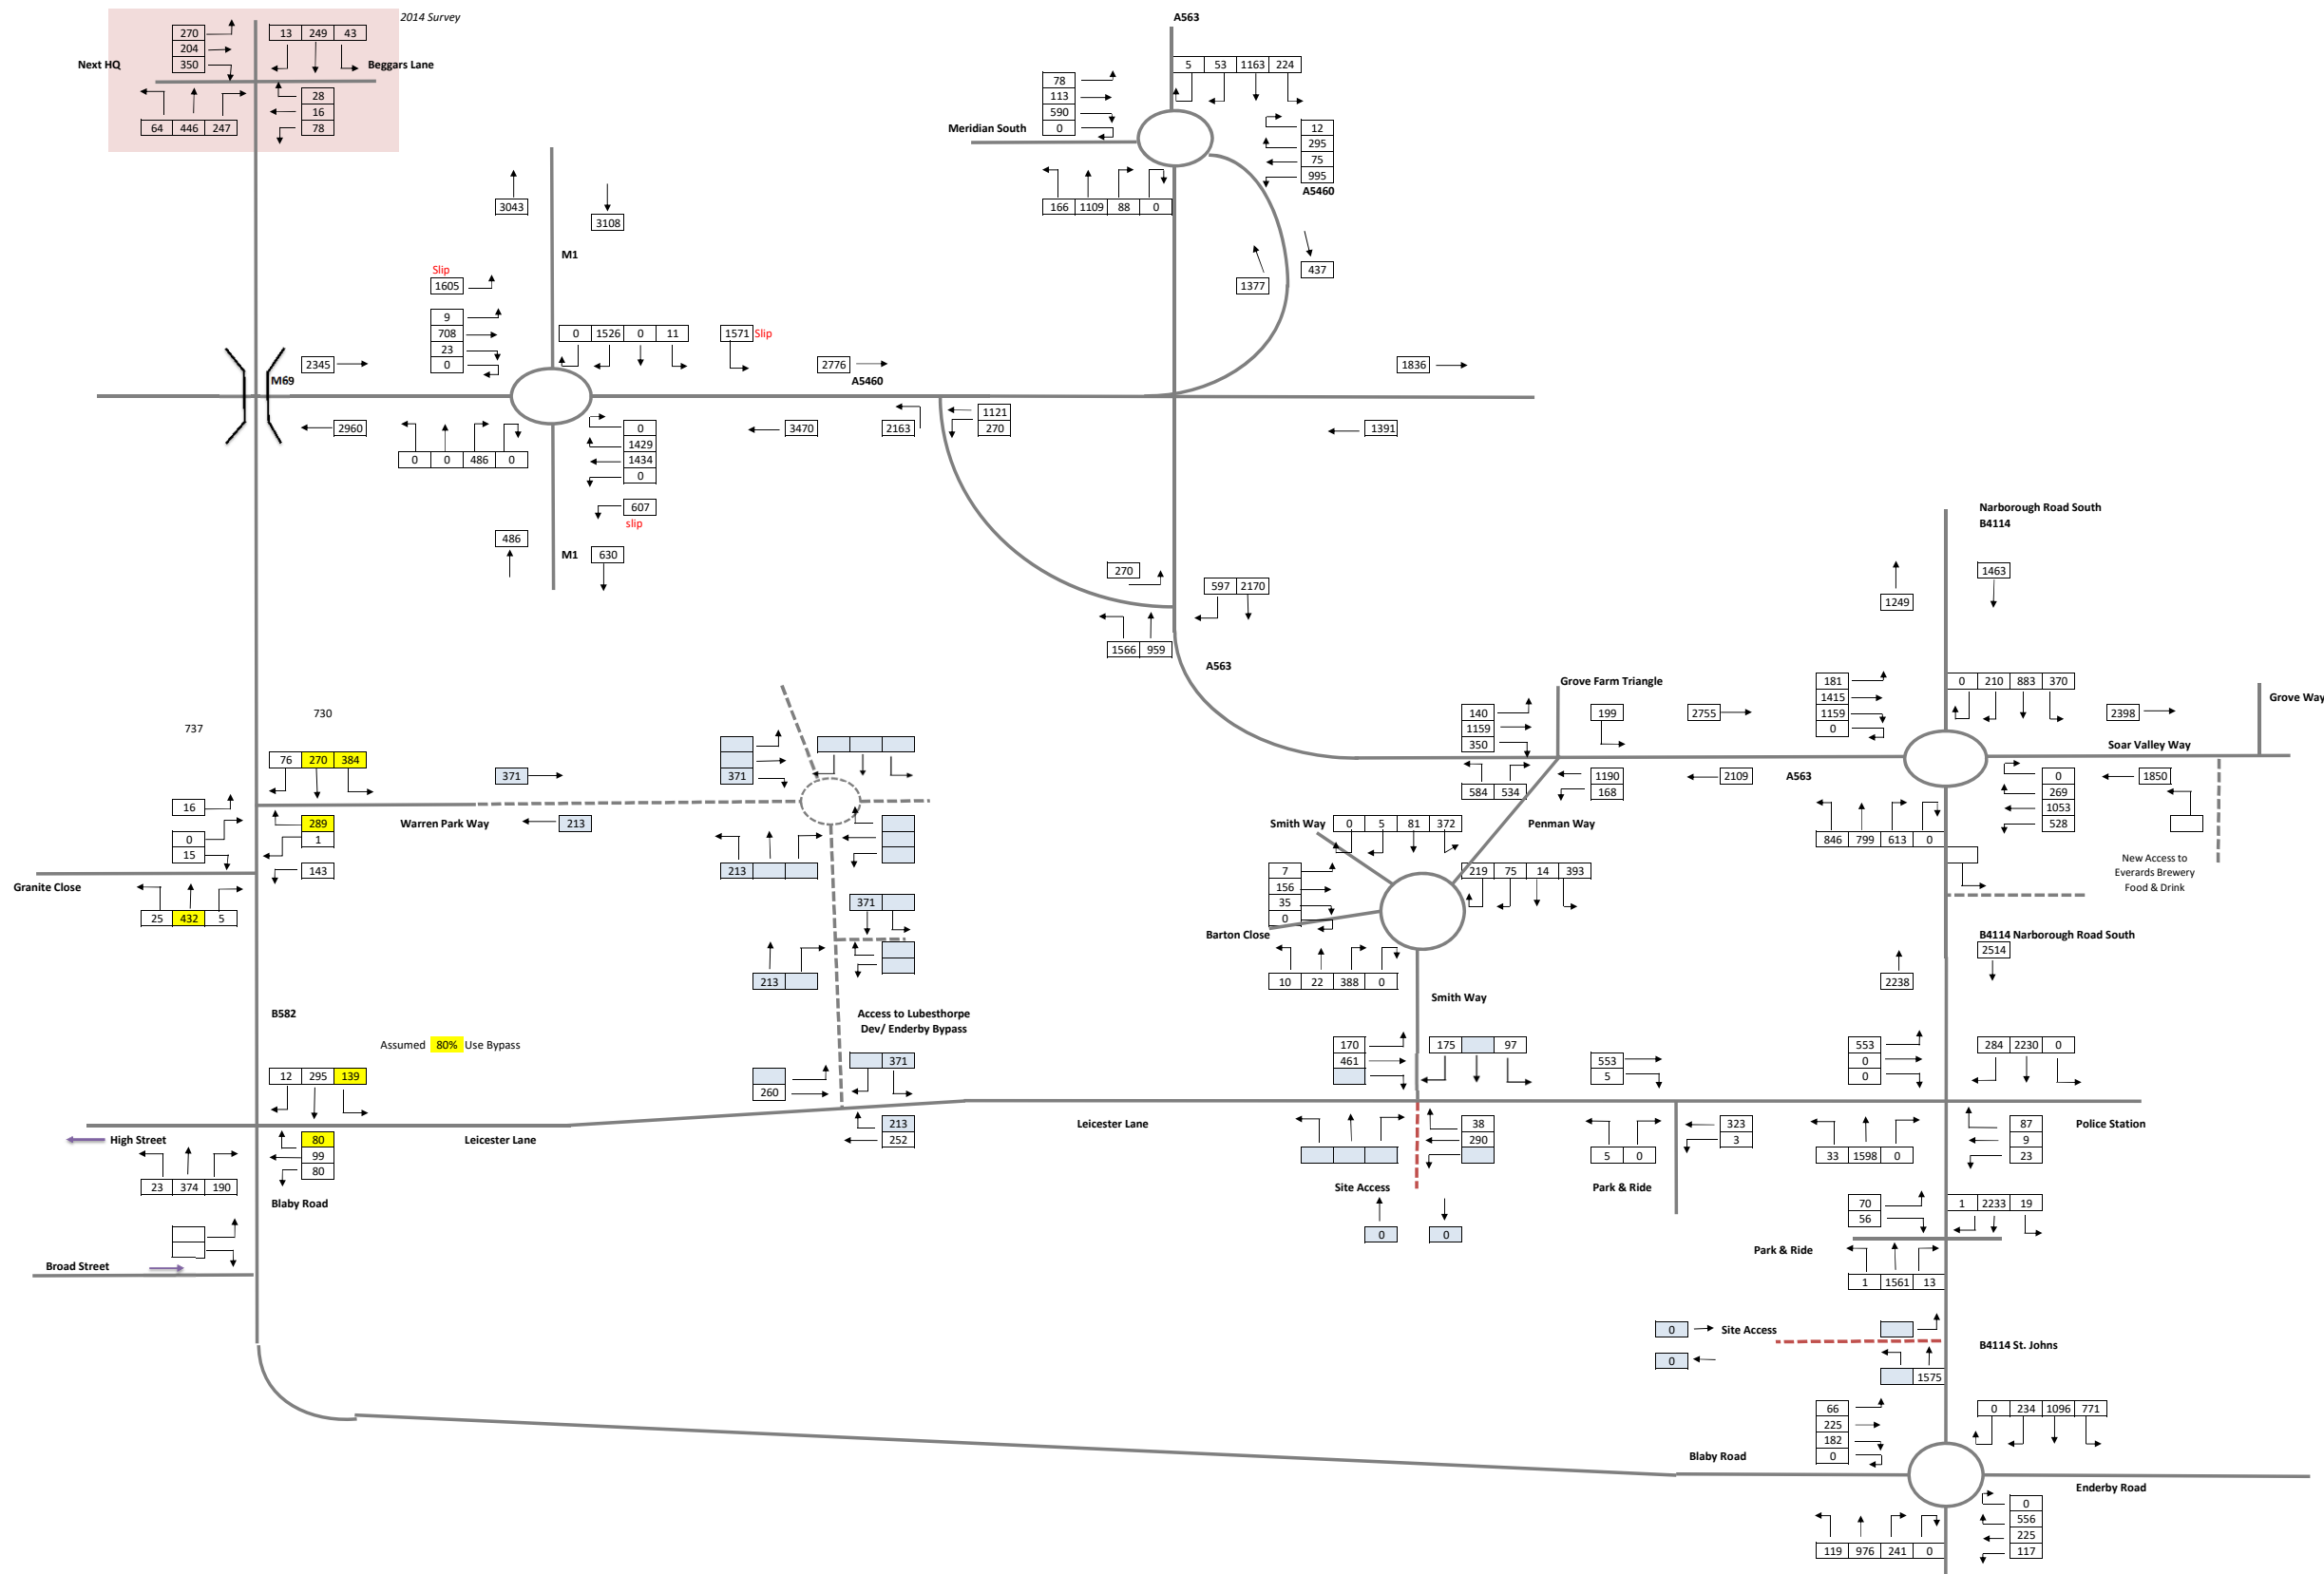 2014 Survey
270
204
350
13 249 43
Next HQ
Beggars Lane
28
16
78
64 446 247
A563
5 53 1163 224
78
113
590
0
Meridian South
12
295
75
995
A5460
166 1109 88 0
3043
3108
M1
437
1377
Slip
1605
9
708
23
0
0 1526 0 11
1571 Slip
2345
2776
A5460
1836
M69
2960
0 0 486 0
0
1429
1434
0
3470
2163
1121
270
1391
607
slip
486
M1
630
Narborough Road South
B4114
270
597 2170
1463
1249
1566 959
A563
Grove Farm Triangle
181
1415
1159
0
0 210 883 370
Grove Way
140
1159
350
199
2755
2398
Soar Valley Way
730
737
76 270 384
371
371
584 534
1190
168
2109
A563
0
269
1053
528
1850
16
0
15
289
1
143
Warren Park Way
213
213
Smith Way
0 5 81 372
Penman Way
846 799 613 0
New Access to
Everards Brewery
Food & Drink
Granite Close
25 432 5
7
156
35
0
219 75 14 393
Barton Close
371
213
10 22 388 0
B4114 Narborough Road South
2514
2238
Smith Way
B582
Access to Lubesthorpe
Dev/ Enderby Bypass
Assumed 80% Use Bypass
12 295 139
260
371
170
461
175 97
553
5
553
0
0
284 2230 0
High Street
80
99
80
Leicester Lane
213
252
Leicester Lane
38
290
323
3
87
9
23
Police Station
23 374 190
Blaby Road
5 0
33 1598 0
Site Access
Park & Ride
0
0
70
56
1 2233 19
Park & Ride
Broad Street
1 1561 13
0
Site Access
0
B4114 St. Johns
1575
66
225
182
0
0 234 1096 771
Blaby Road
Enderby Road
0
556
225
117
119 976 241 0